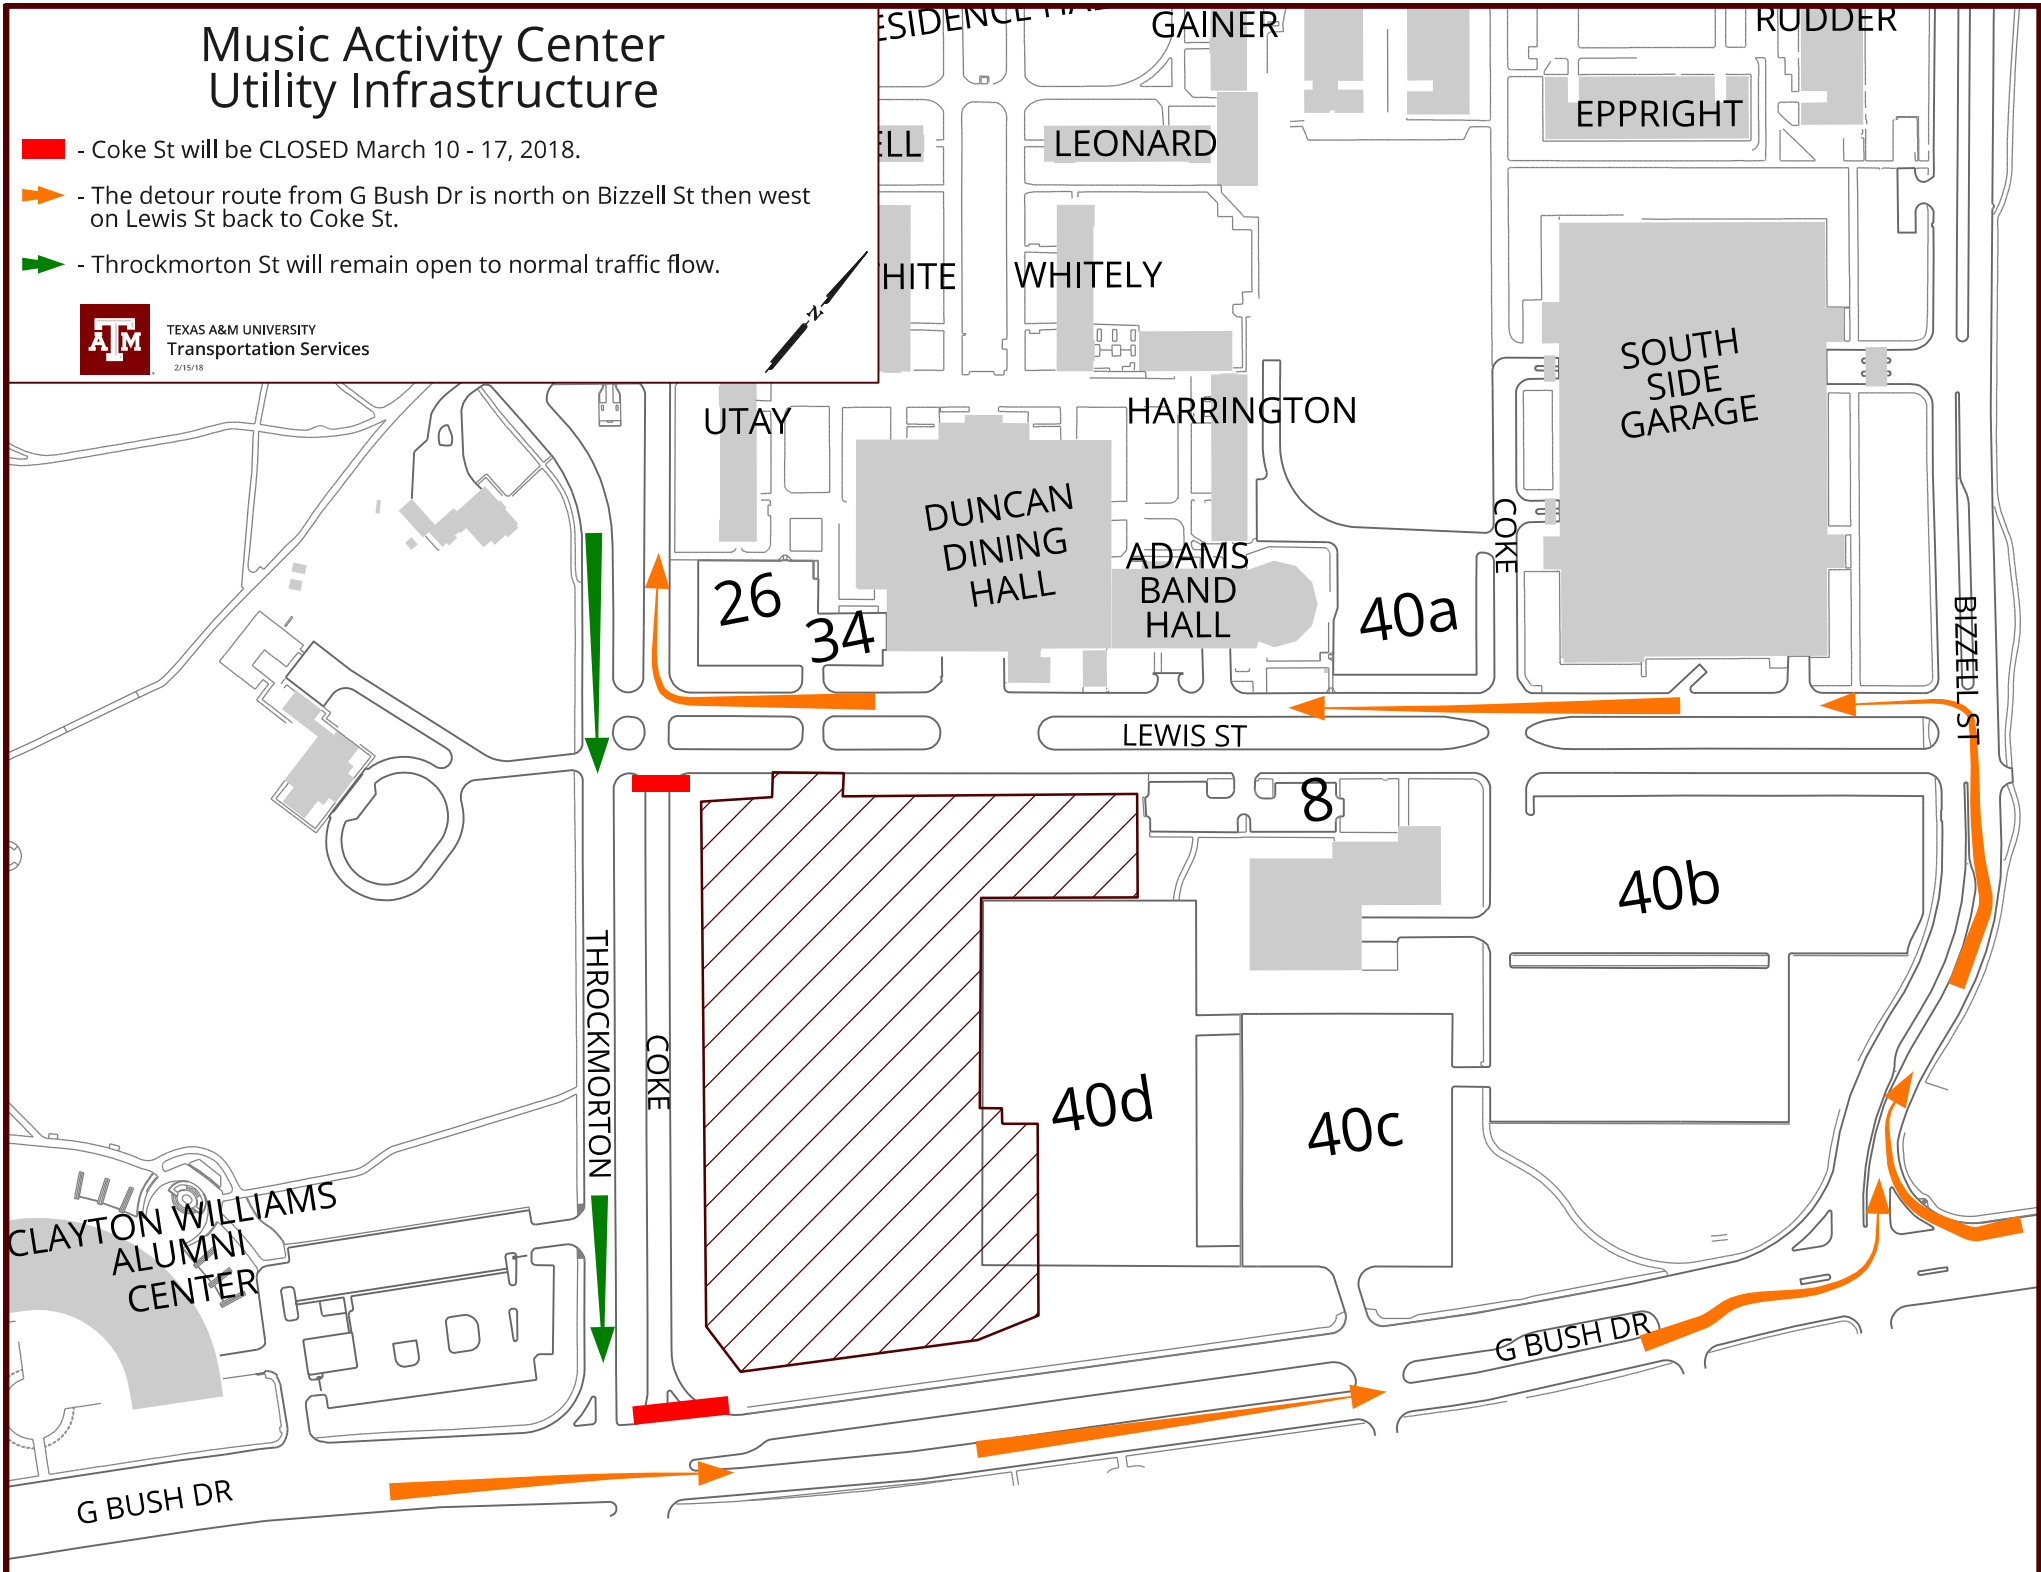 Music Activity Center
Utility Infrastructure
- Coke St will be CLOSED March 10 - 17, 2018.
- The detour route from G Bush Dr is north on Bizzell St then west
on Lewis St back to Coke St.
- Throckmorton St will remain open to normal traffic flow.
N
ATM
TEXAS A&M UNIVERSITY
Transportation Services
2/15/18
GAINER
RUDDER
EPPRIGHT
ELL
LEONARD
HITE
WHITELY
SOUTH
SIDE
GARAGE
UTAY
HARRINGTON
DUNCAN
DINING
HALL
COKE
ADAMS
BAND
HALL
26
34
40a
BIZZELL ST
LEWIS ST
8
40b
THROCKMORTON
COKE
40d
40c
CLAYTON WILLIAMS
ALUMNI
CENTER
G BUSH DR
G BUSH DR